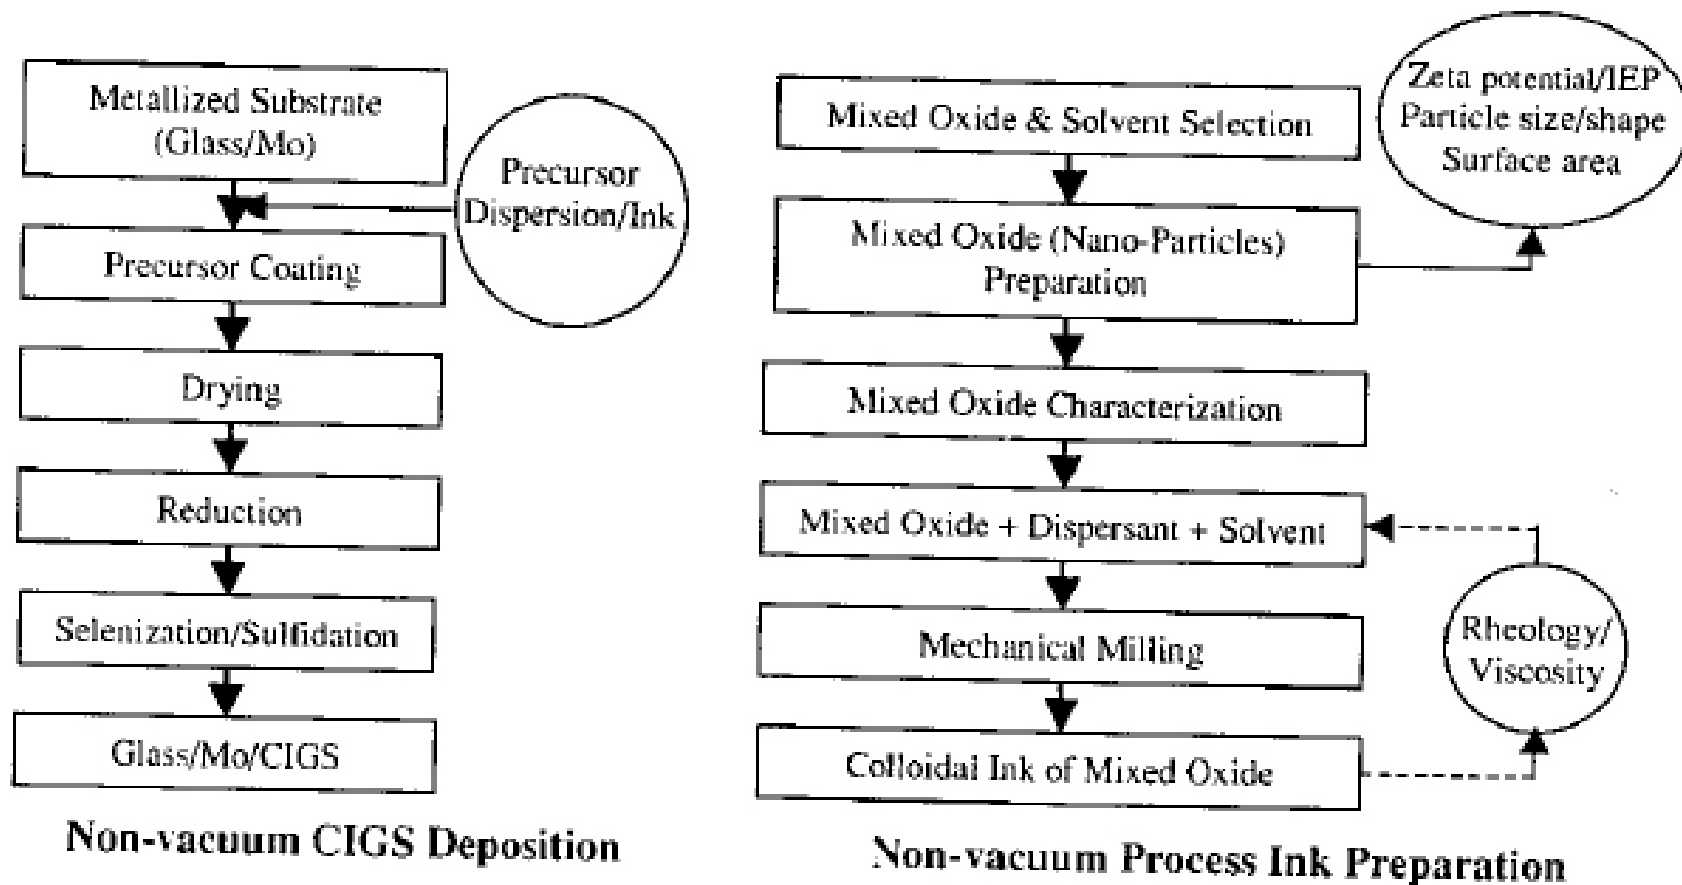 Metallized Substrate
(Glass/Mo)
Precursor
Dispersion/Ink
Precursor Coating
Drying
Reduction
Selenization/Sulfidation
Glass/Mo/CIGS
Non-vacuum CIGS Deposition
Mixed Oxide & Solvent Selection
Zeta potential/IEP
Particle size/shape
Surface area
Mixed Oxide (Nano-Particles)
Preparation
Mixed Oxide Characterization
Mixed Oxide + Dispersant + Solvent
Mechanical Milling
Rheology/
Viscosity
Colloidal Ink of Mixed Oxide
Non-vacuum Process Ink Preparation